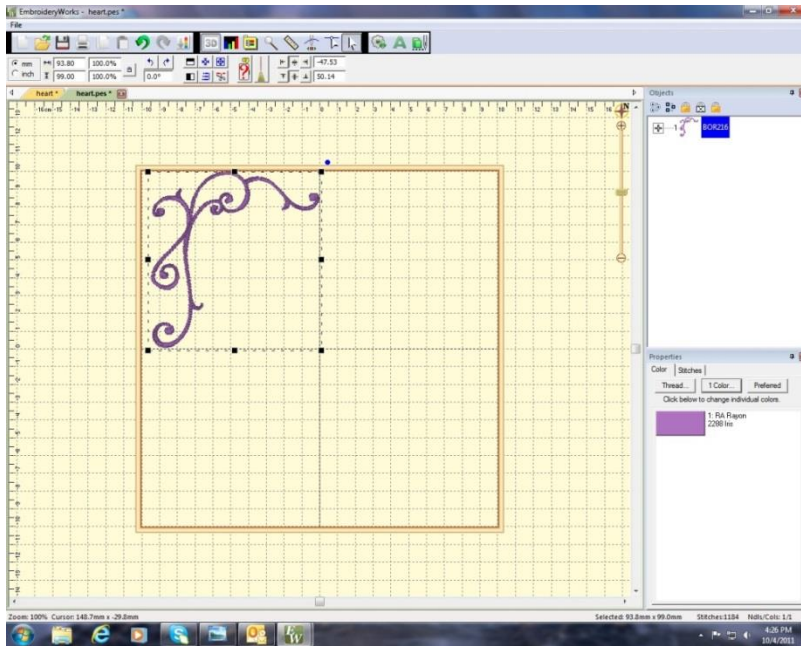 EmbroideryWorks - heart.pes *
File
3D
mm 93.80 100.0% -47.53
inch 99.00 100.0% 0.0° 50.14
heart * heart.pes *
Objects
1 BOR216
N
Properties
Color Stitches
Thread... 1 Color... Preferred
Click below to change individual colors.
1: RA Rayon
2288 Iris
Zoom: 100% Cursor: 148.7mm x -29.8mm Selected: 93.8mm x 99.0mm Stitches:1184 Ndls/Cols: 1/1
4:26 PM
10/4/2011